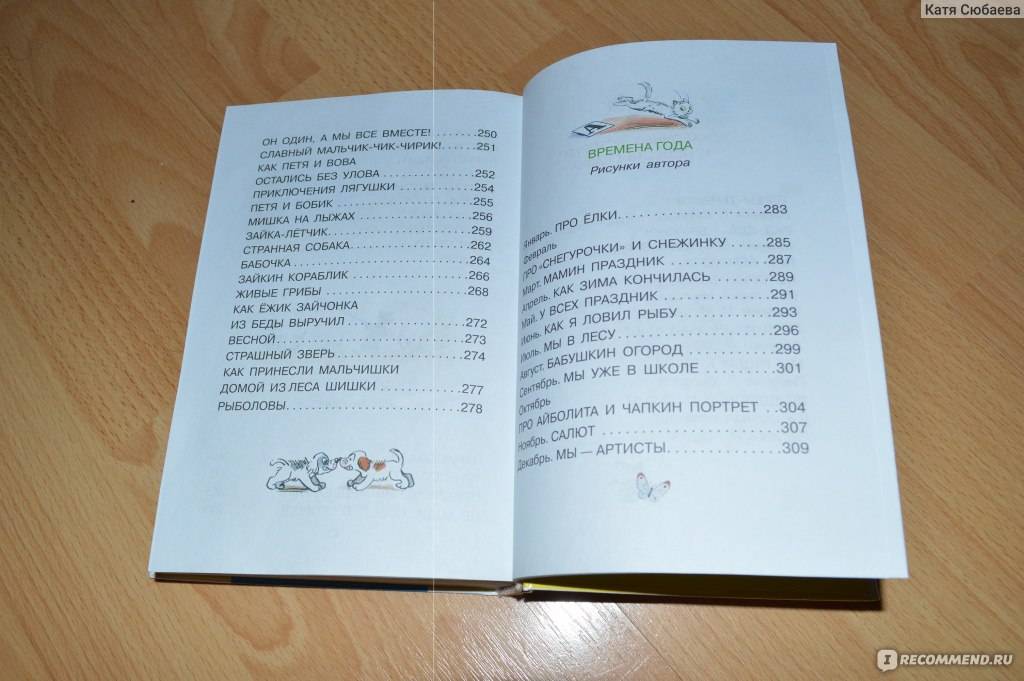 Катя Сюбаева
ОН ОДИН, А МЫ ВСЕ ВМЕСТЕ! .......250
СЛАВНЫЙ МАЛЬЧИК-ЧИК-ЧИРИК!.....251
КАК ПЕТЯ И ВОВА
ОСТАЛИСЬ БЕЗ УЛОВА ..............252
ПРИКЛЮЧЕНИЯ ЛЯГУШКИ ............254
ПЕТЯ И БОБИК ....................255
МИШКА НА ЛЫЖАХ .................256
ЗАЙКА-ЛЁТЧИК.....................259
СТРАННАЯ СОБАКА..................262
БАБОЧКА .........................264
ЗАЙКИН КОРАБЛИК .................266
ЖИВЫЕ ГРИБЫ .....................268
КАК ЁЖИК ЗАЙЧОНКА
ИЗ БЕДЫ ВЫРУЧИЛ .................272
ВЕСНОЙ...........................273
СТРАШНЫЙ ЗВЕРЬ ..................274
КАК ПРИНЕСЛИ МАЛЬЧИШКИ
ДОМОЙ ИЗ ЛЕСА ШИШКИ .............277
РЫБОЛОВЫ.........................278
А
ВРЕМЕНА ГОДА
Рисунки автора
Январь. ПРО ЁЛКИ..................283
Февраль
ПРО «СНЕГУРОЧКИ» И СНЕЖИНКУ .....285
Март. МАМИН ПРАЗДНИК ............287
Апрель. КАК ЗИМА КОНЧИЛАСЬ .......289
Май. У ВСЕХ ПРАЗДНИК .............291
Июнь. КАК Я ЛОВИЛ РЫБУ ...........293
Июль. МЫ В ЛЕСУ ..................296
Август. БАБУШКИН ОГОРОД ..........299
Сентябрь. МЫ УЖЕ В ШКОЛЕ .........301
Октябрь
ПРО АЙБОЛИТА И ЧАПКИН ПОРТРЕТ ..304
Ноябрь. САЛЮТ ....................307
Декабрь. МЫ — АРТИСТЫ.............309
IRECOMMEND.RU